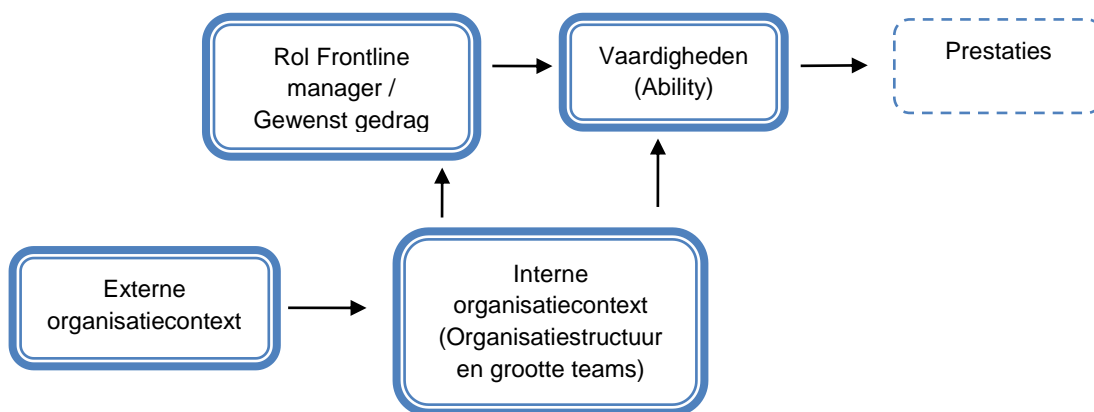 Rol Frontline
manager /
Gewenst gedrag
Vaardigheden
(Ability)
Prestaties
Externe
organisatiecontext
Interne
organisatiecontext
(Organisatiestructuur
en grootte teams)